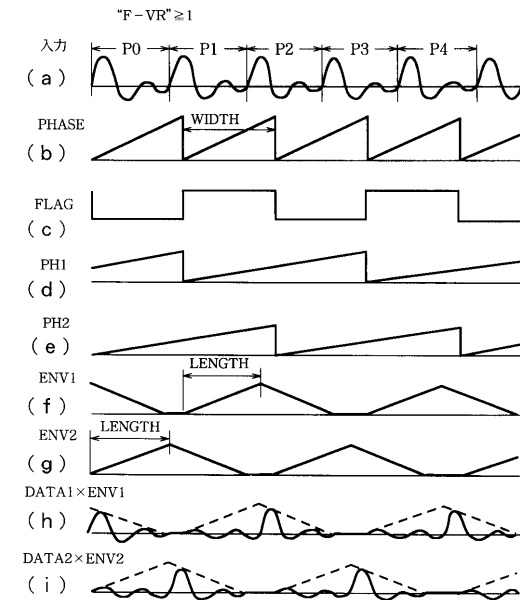 “F－VR”≧1
入力
P0 P1 P2 P3 P4
(a)
PHASE
WIDTH
(b)
FLAG
(c)
PH1
(d)
PH2
(e)
LENGTH
ENV1
(f)
LENGTH
ENV2
(g)
DATA1×ENV1
(h)
DATA2×ENV2
(i)